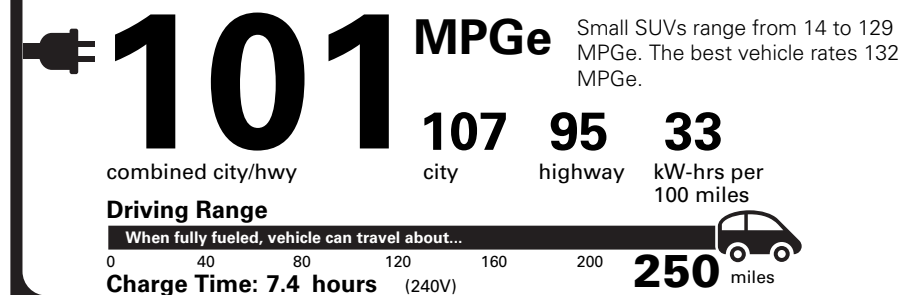 101 MPGe
Small SUVs range from 14 to 129
MPGe. The best vehicle rates 132
MPGe.
107 95 33
combined city/hwy city highway kW-hrs per
100 miles
Driving Range
When fully fueled, vehicle can travel about...
0 40 80 120 160 200 250 miles
Charge Time: 7.4 hours (240V)